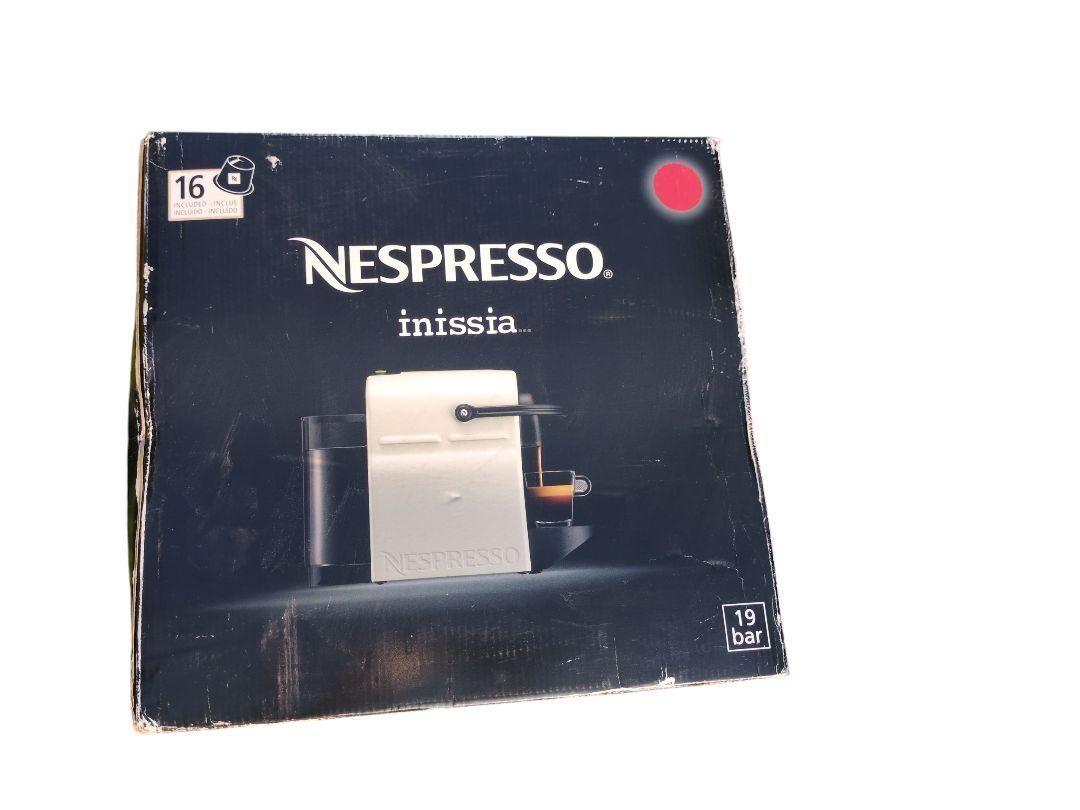 16
INCLUDED - INCLUS
INCLUIDO - INCLUÍDO
NESPRESSO®
inissia
NESPRESSO
19
bar